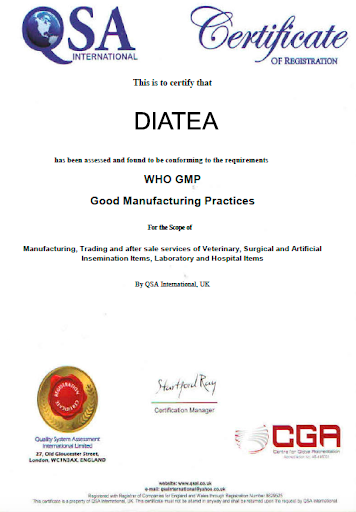 QSA
INTERNATIONAL
Certificate
OF REGISTRATION
This is to certify that
DIATEA
has been assessed and found to be conforming to the requirements
WHO GMP
Good Manufacturing Practices
For the Scope of
Manufacturing, Trading and after sale services of Veterinary, Surgical and Artificial
Insemination Items, Laboratory and Hospital Items
By QSA International, UK
REGISTRATION
Startford Ray
Certification Manager
Quality System Assessment
International Limited
27, Old Gloucester Street,
London, WC1N3AX, ENGLAND
CGA
Centre for Global Accreditation
website: www.qsai.co.uk
e-mail: qsainternational@yahoo.co.uk
Registered with Registrar of Companies for England and Wales through Registration Number
This certificate is a property of QSA International, UK. This certificate must be altered in anyway and shall be returned upon the request by QSA International